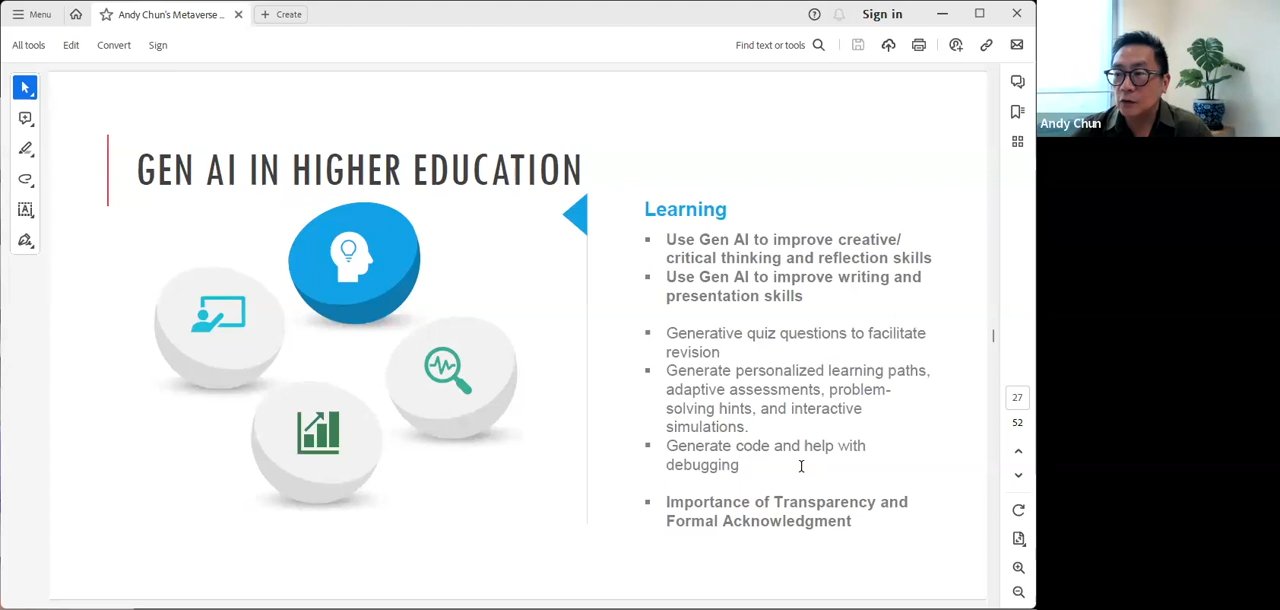 Menu
Andy Chun's Metaverse ...
Create
Sign in
All tools
Edit
Convert
Sign
Find text or tools
GEN AI IN HIGHER EDUCATION
Learning
▪ Use Gen AI to improve creative/
critical thinking and reflection skills
▪ Use Gen AI to improve writing and
presentation skills
▪ Generative quiz questions to facilitate
revision
▪ Generate personalized learning paths,
adaptive assessments, problem-
solving hints, and interactive
simulations.
▪ Generate code and help with
debugging
▪ Importance of Transparency and
Formal Acknowledgment
27
52
Andy Chun